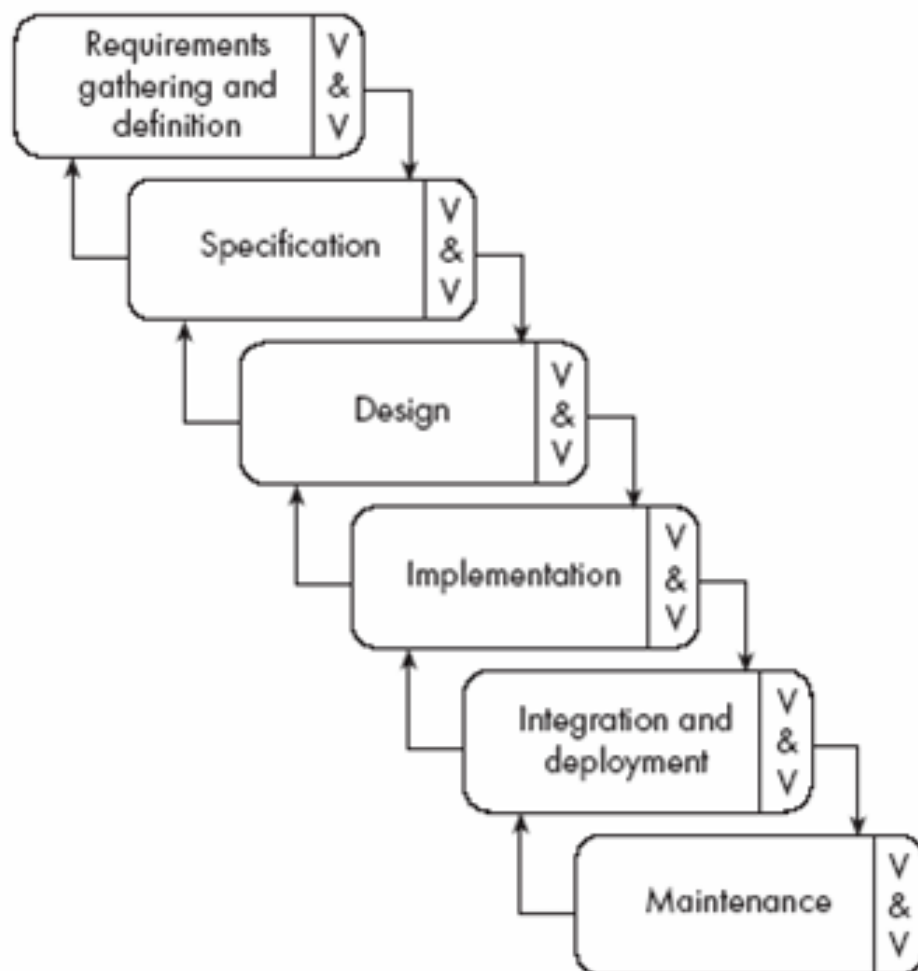 Requirements
gathering and
definition
V
&
V
Specification
V
&
V
Design
V
&
V
Implementation
V
&
V
Integration and
deployment
V
&
V
Maintenance
V
&
V